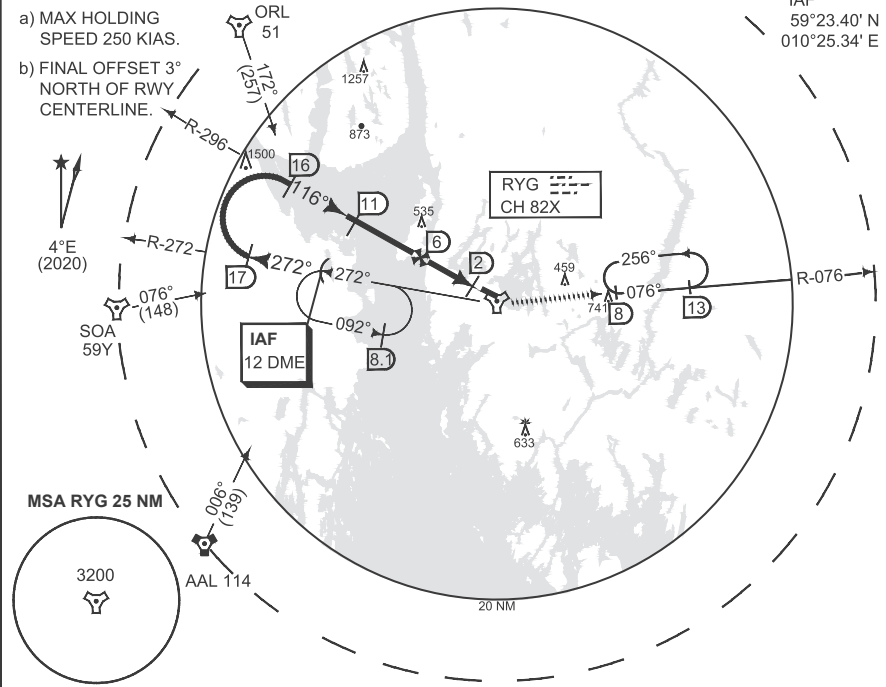 a) MAX HOLDING
SPEED 250 KIAS.
b) FINAL OFFSET 3°
NORTH OF RWY
CENTERLINE.
ORL
51
172°
(257)
IAF
59°23.40' N
010°25.34' E
1257
873
R-296
1500
16
116°
11
535
6
2
RYG
CH 82X
4°E
(2020)
R-272
17
272°
272°
459
256°
R-076
076°
741
8
13
076°
(148)
SOA
59Y
092°
8.1
IAF
12 DME
633
006°
(139)
MSA RYG 25 NM
3200
AAL 114
20 NM